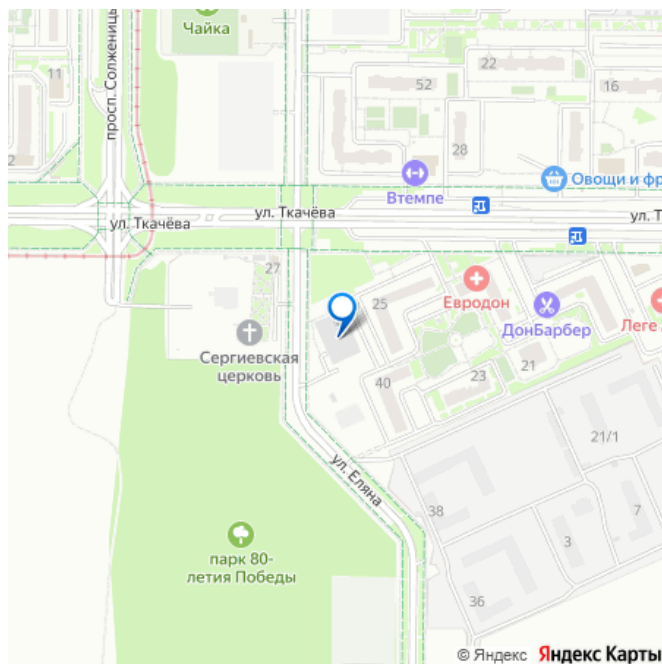 Чайка
просп. Солженицы
11
52
22
16
28
2
Втемпе
Овощи и фр
ул. Ткачёва
ул. Ткачёва
ул. Т
27
25
Евродон
ДонБарбер
Леге
Сергиевская
церковь
40
23
21
21/1
ул. Еляна
38
7
3
парк 80-
летия Победы
36
© Яндекс Яндекс Карты